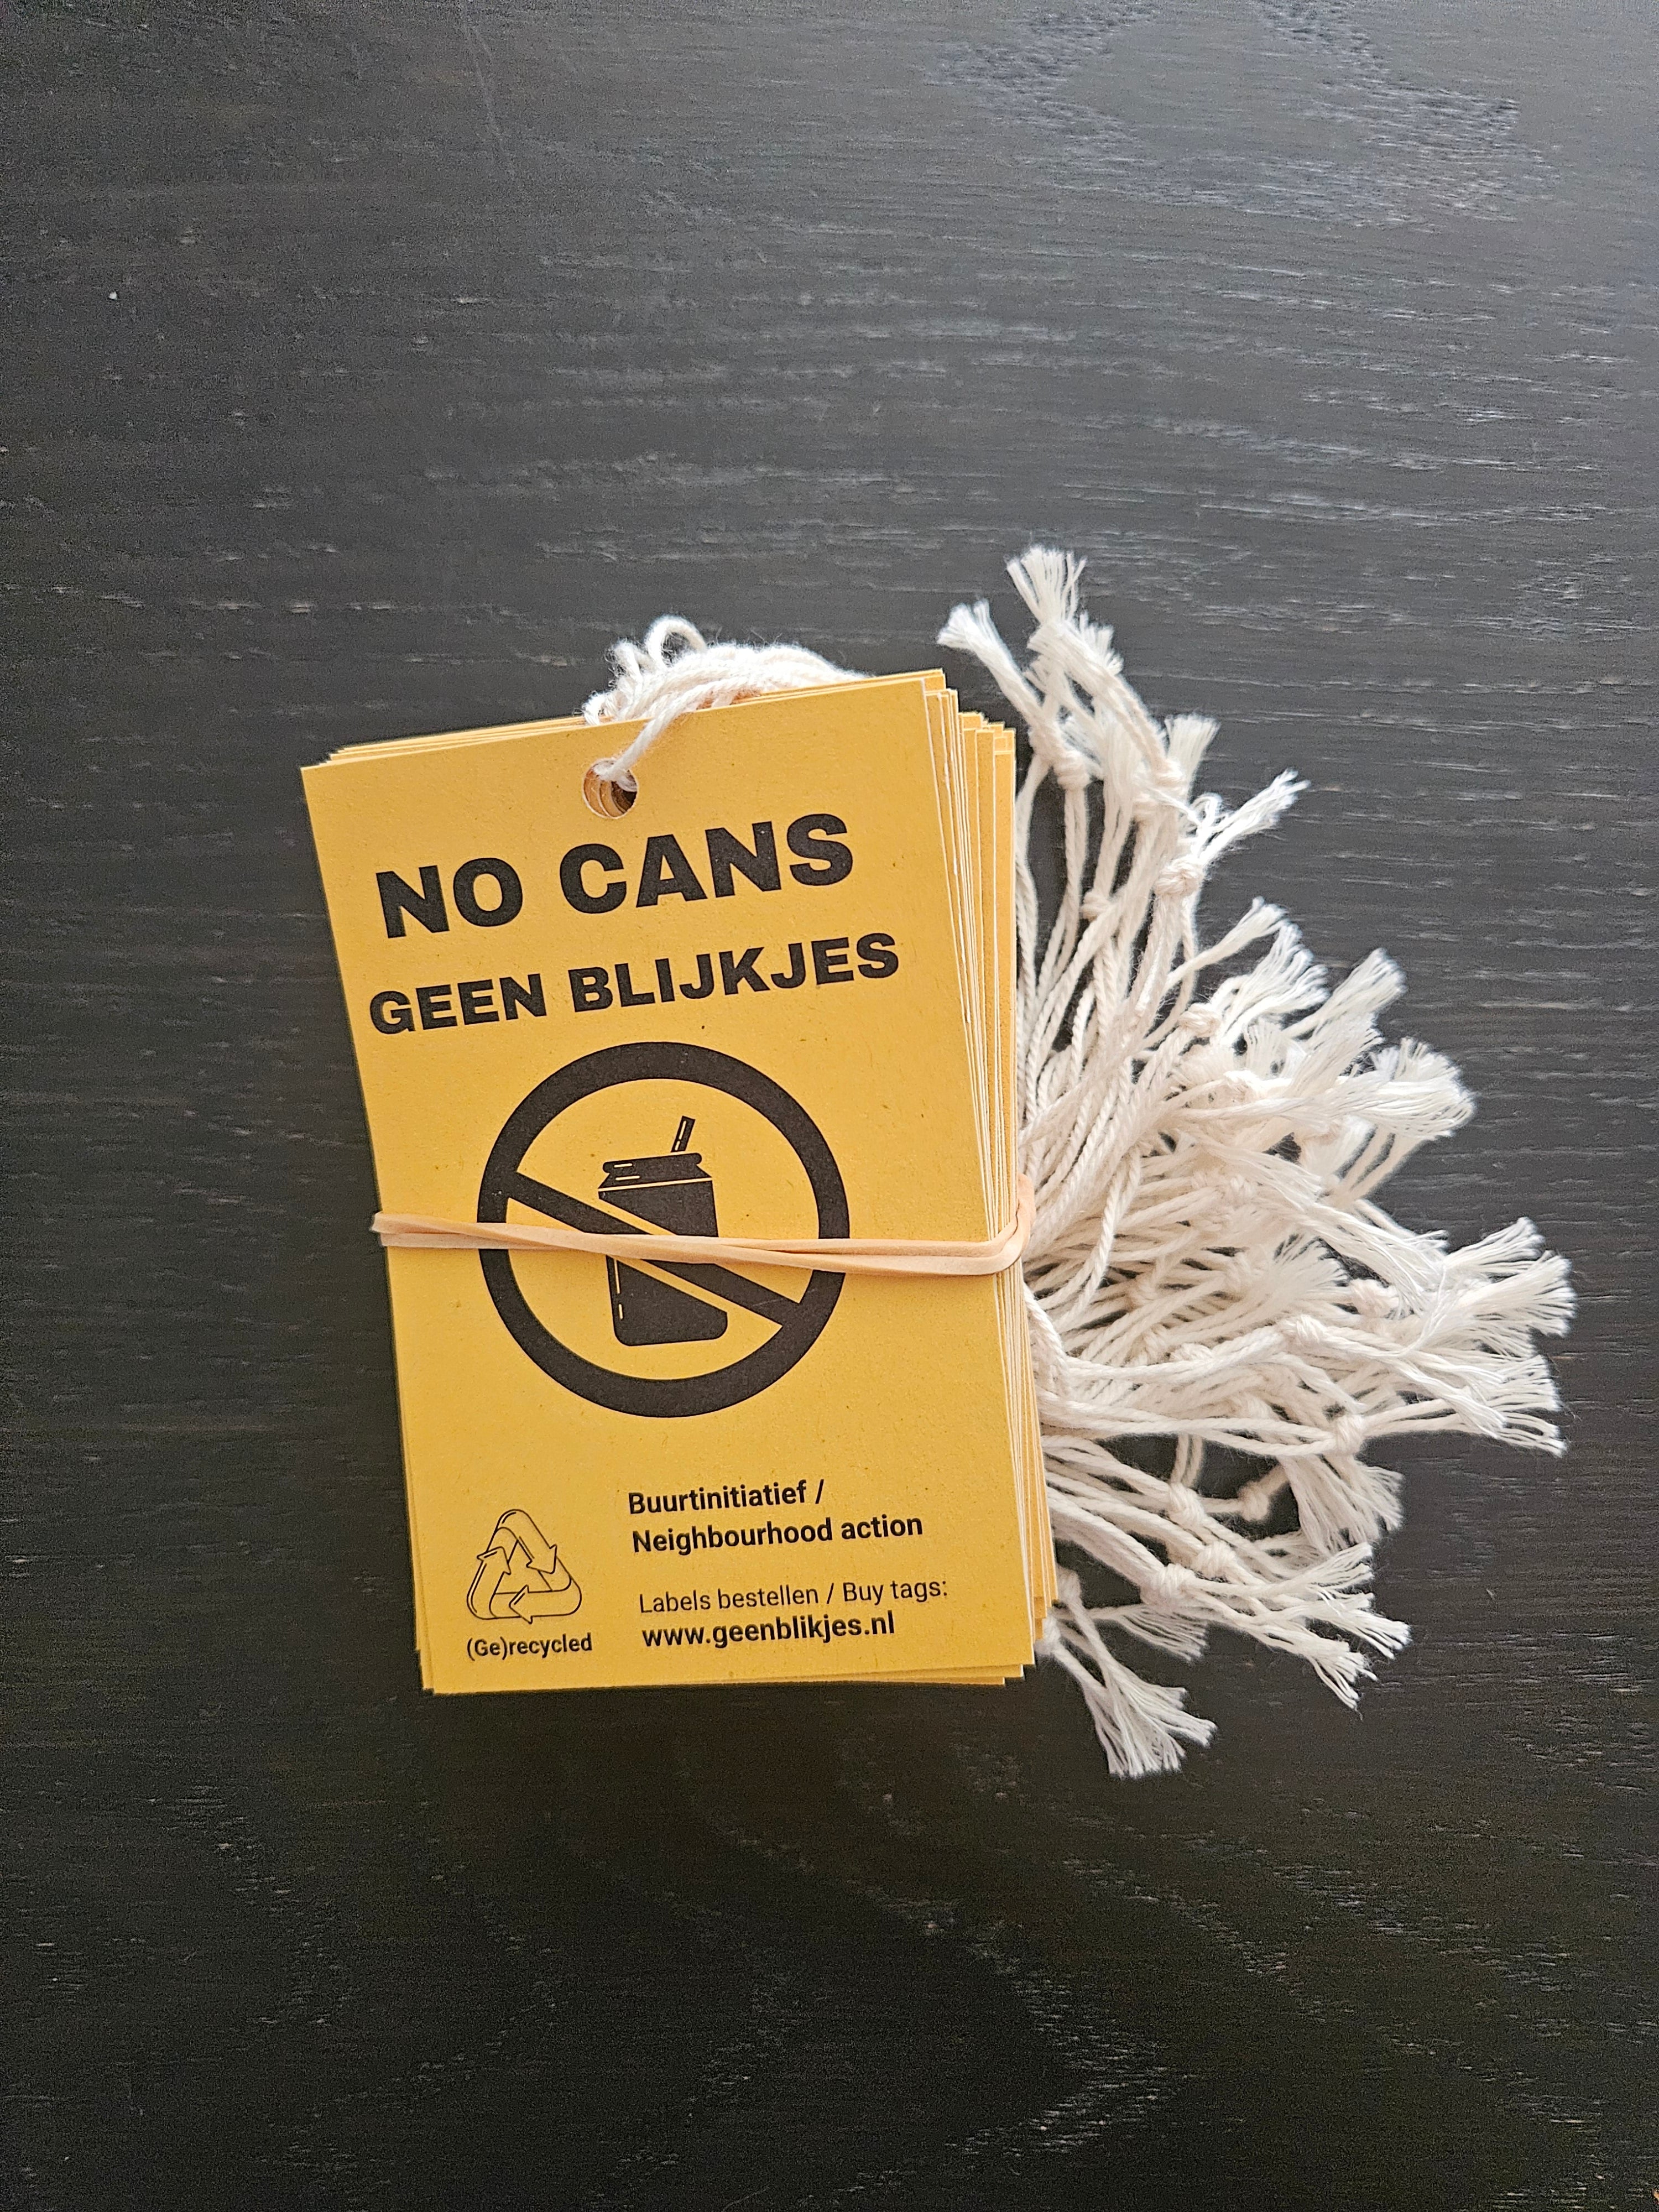 NO CANS
GEEN BLIJKJES
Buurtinitiatief /
Neighbourhood action
Labels bestellen / Buy tags:
www.geenblikjes.nl
(Ge)recycled